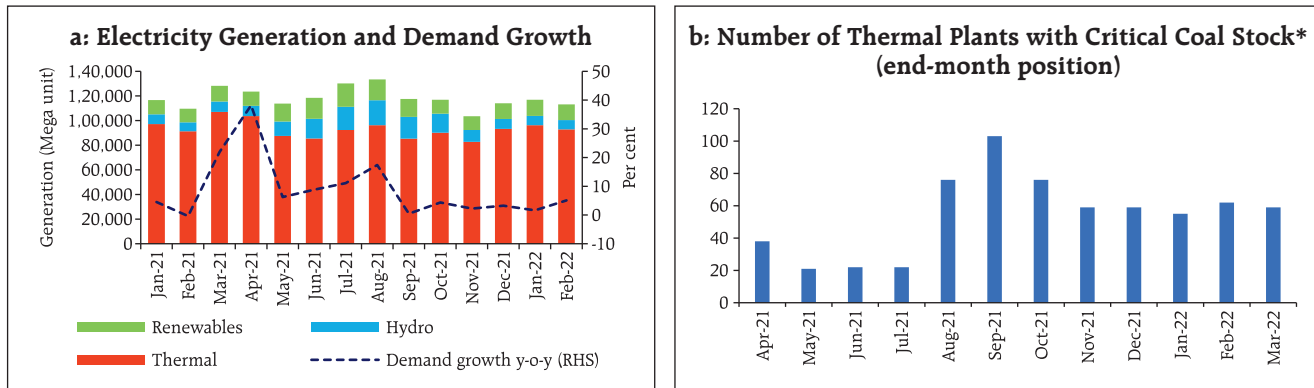 a: Electricity Generation and Demand Growth
Generation (Mega unit)
1,40,000
1,20,000
1,00,000
80,000
60,000
40,000
20,000
0
50
40
30
20
10
0
-10
Per cent
Jan-21
Feb-21
Mar-21
Apr-21
May-21
Jun-21
Jul-21
Aug-21
Sep-21
Oct-21
Nov-21
Dec-21
Jan-22
Feb-22
Renewables
Hydro
Thermal
Demand growth y-o-y (RHS)
b: Number of Thermal Plants with Critical Coal Stock*
(end-month position)
120
100
80
60
40
20
0
Apr-21
May-21
Jun-21
Jul-21
Aug-21
Sep-21
Oct-21
Nov-21
Dec-21
Jan-22
Feb-22
Mar-22